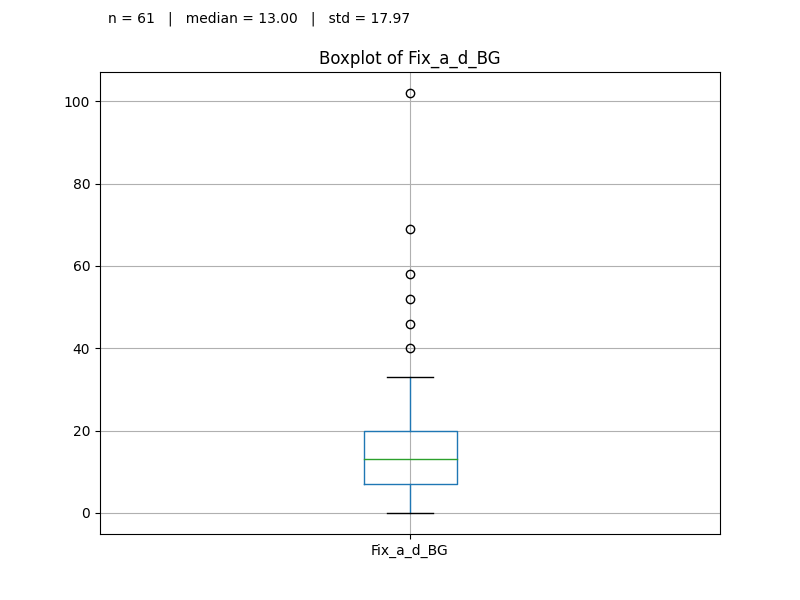 n = 61   |   median = 13.00   |   std = 17.97
Boxplot of Fix_a_d_BG
100
80
60
40
20
0
Fix_a_d_BG